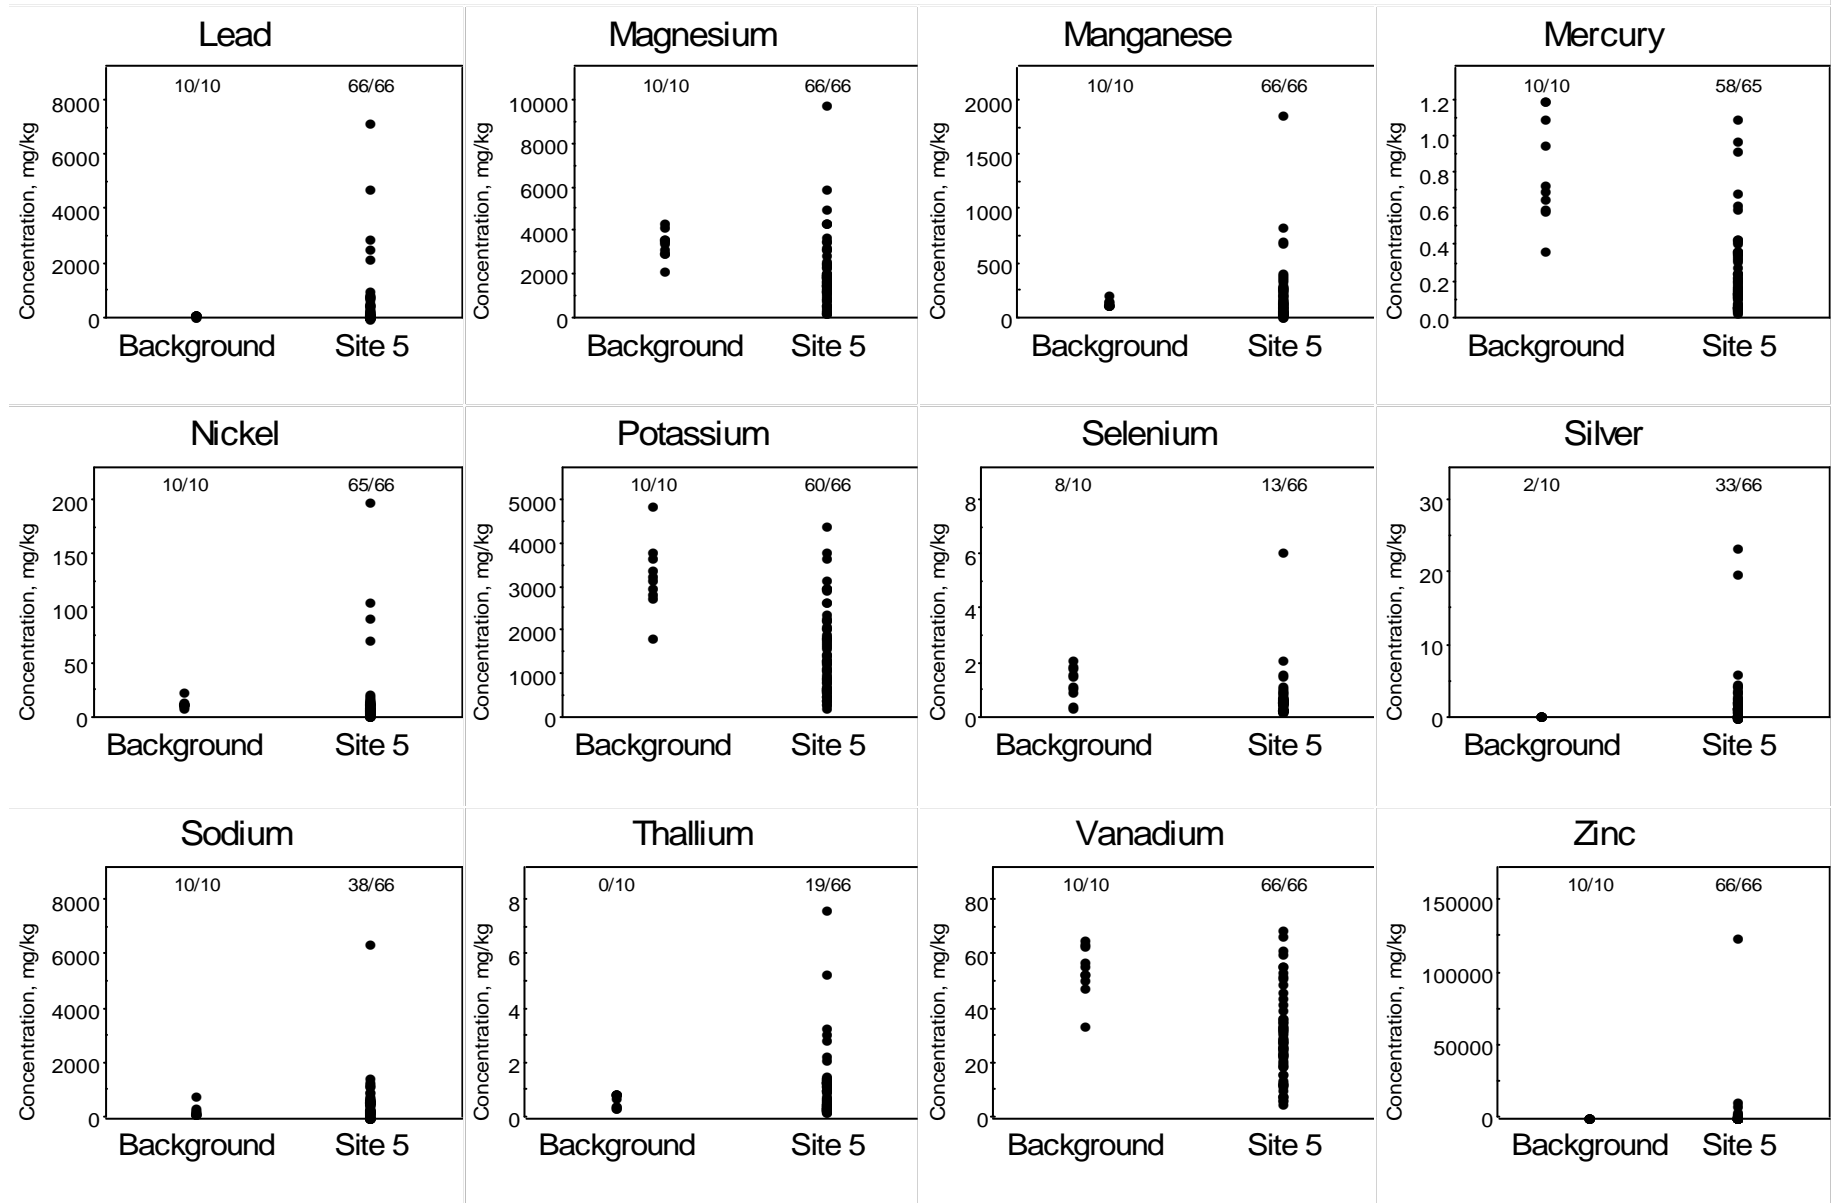 Lead
10/10 66/66
Concentration, mg/kg
8000
6000
4000
2000
0
Background Site 5
Magnesium
10/10 66/66
Concentration, mg/kg
10000
8000
6000
4000
2000
0
Background Site 5
Manganese
10/10 66/66
Concentration, mg/kg
2000
1500
1000
500
0
Background Site 5
Mercury
10/10 58/65
Concentration, mg/kg
1.2
1.0
0.8
0.6
0.4
0.2
0.0
Background Site 5
Nickel
10/10 65/66
Concentration, mg/kg
200
150
100
50
0
Background Site 5
Potassium
10/10 60/66
Concentration, mg/kg
5000
4000
3000
2000
1000
0
Background Site 5
Selenium
8/10 13/66
Concentration, mg/kg
8
6
4
2
0
Background Site 5
Silver
2/10 33/66
Concentration, mg/kg
30
20
10
0
Background Site 5
Sodium
10/10 38/66
Concentration, mg/kg
8000
6000
4000
2000
0
Background Site 5
Thallium
0/10 19/66
Concentration, mg/kg
8
6
4
2
0
Background Site 5
Vanadium
10/10 66/66
Concentration, mg/kg
80
60
40
20
0
Background Site 5
Zinc
10/10 66/66
Concentration, mg/kg
150000
100000
50000
0
Background Site 5